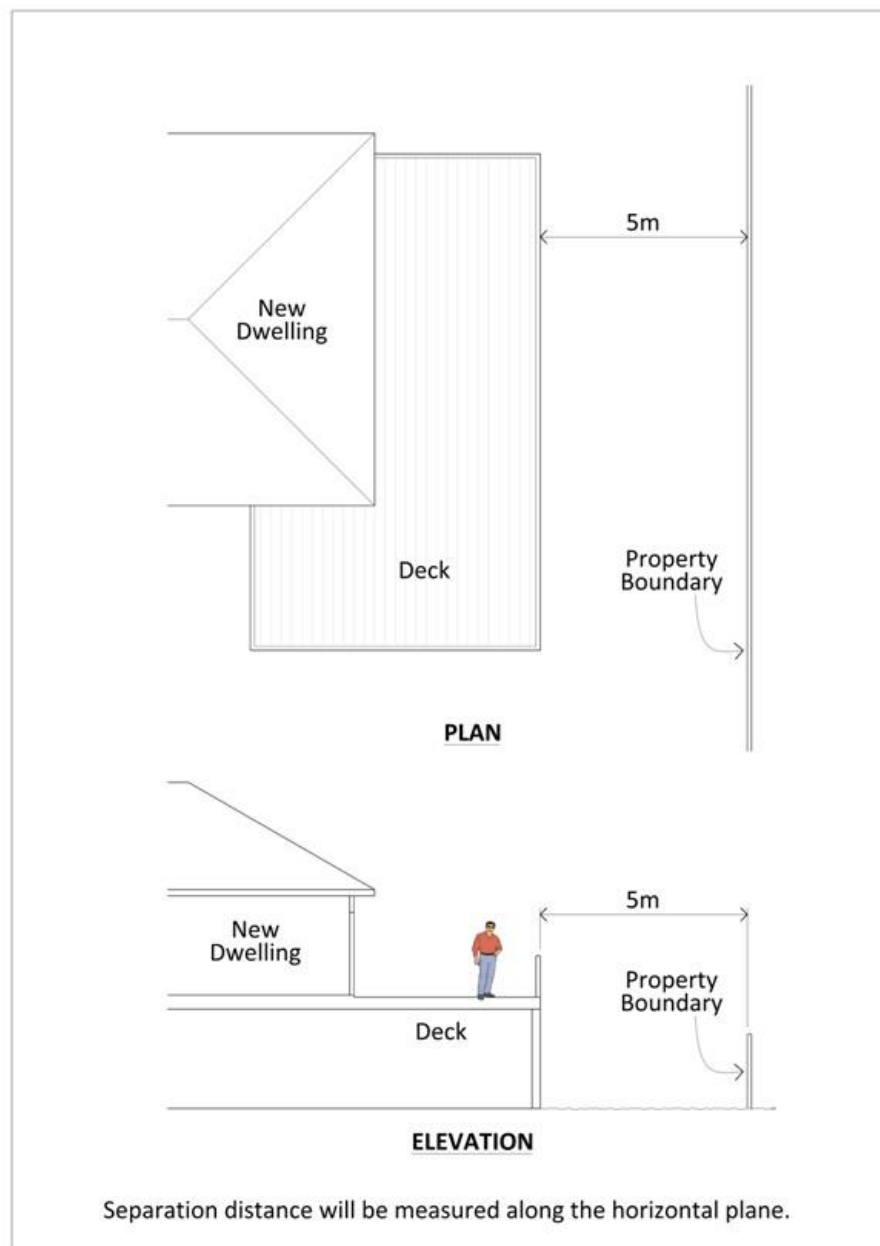 5m
New
Dwelling
Deck
Property
Boundary
PLAN
5m
New
Dwelling
Property
Boundary
Deck
ELEVATION
Separation distance will be measured along the horizontal plane.